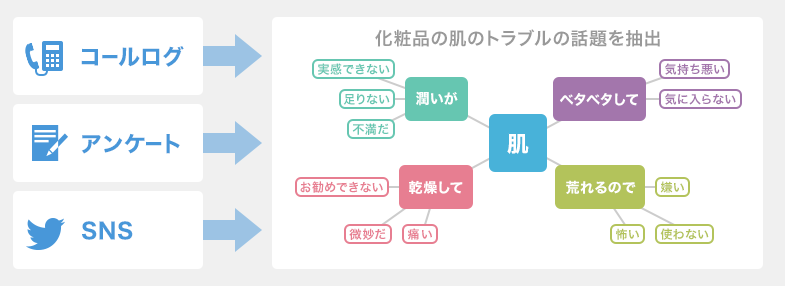 コールログ
アンケート
SNS
化粧品の肌のトラブルの話題を抽出
実感できない
足りない
不満だ
潤いが
ベタベタして
気持ち悪い
気に入らない
肌
お勧めできない
乾燥して
微妙だ
痛い
荒れるので
嫌い
怖い
使わない